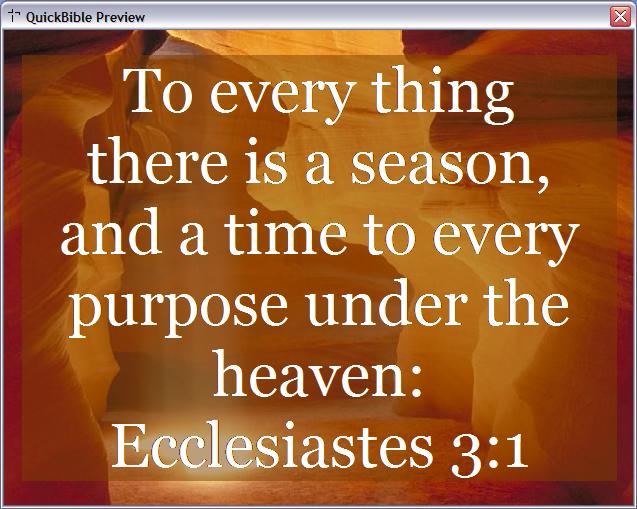 QuickBible Preview
To every thing
there is a season,
and a time to every
purpose under the
heaven:
Ecclesiastes 3:1